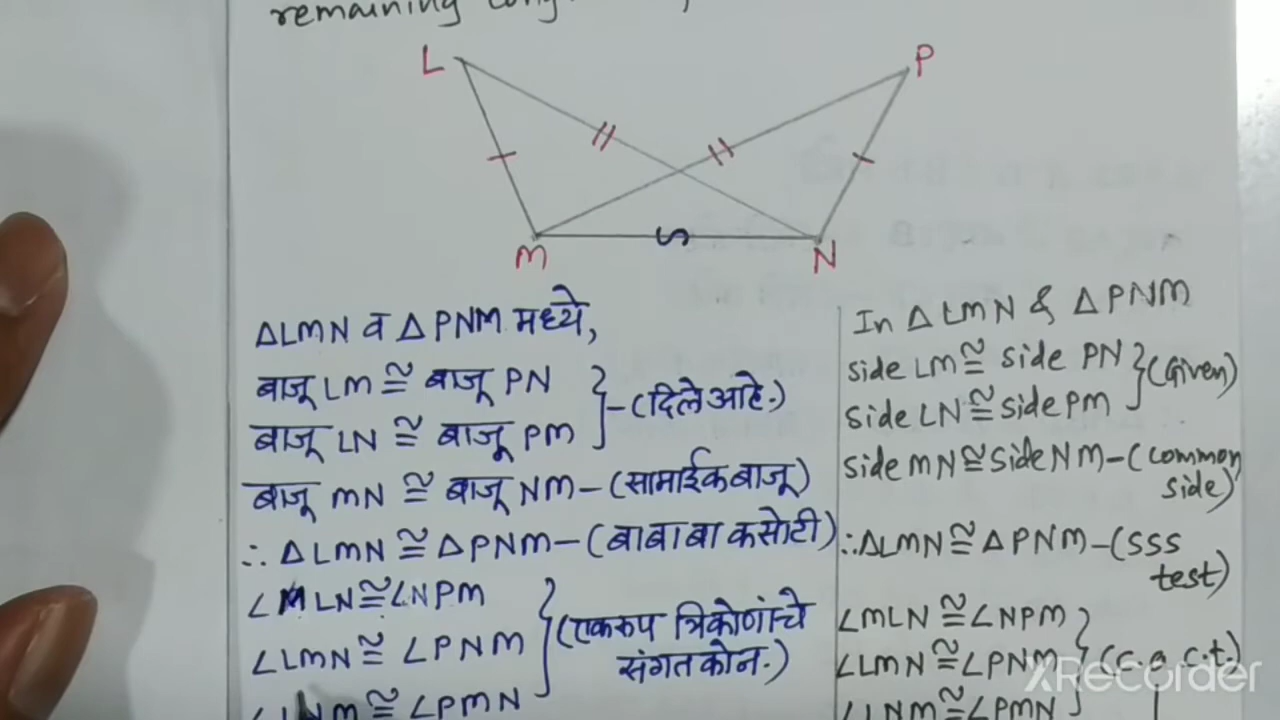 remaining
L
P
M
N
ΔLMN व ΔPNM मध्ये,
बाजू LM ≅ बाजू PN
बाजू LN ≅ बाजू PM
-(दिले आहे.)
बाजू MN ≅ बाजू NM-(सामाईक बाजू)
∴ ΔLMN ≅ ΔPNM-(बा बा बा कसोटी)
∠MLN ≅ ∠NPM
∠LMN ≅ ∠PNM
∠LNM ≅ ∠PMN
(एकरुप त्रिकोणांचे
संगत कोन.)
In ΔLMN & ΔPNM
side LM ≅ side PN
side LN ≅ side PM
(Given)
side MN ≅ side NM-(common
side)
∴ΔLMN ≅ ΔPNM-(SSS
test)
∠MLN ≅ ∠NPM
∠LMN ≅ ∠PNM
∠LNM ≅ ∠PMN
(c.a.c.t.)
XRecorder